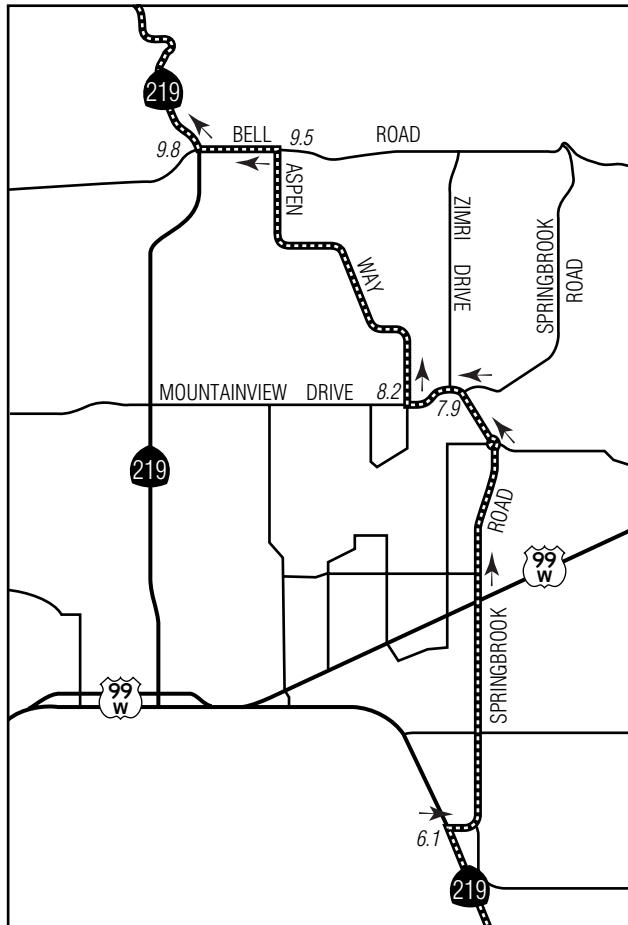 219
BELL
9.5
ROAD
9.8
ASPEN
WAY
ZIMRI
DRIVE
SPRINGBROOK
ROAD
8.2
MOUNTAINVIEW DRIVE
7.9
219
ROAD
99
W
SPRINGBROOK
99
W
6.1
219